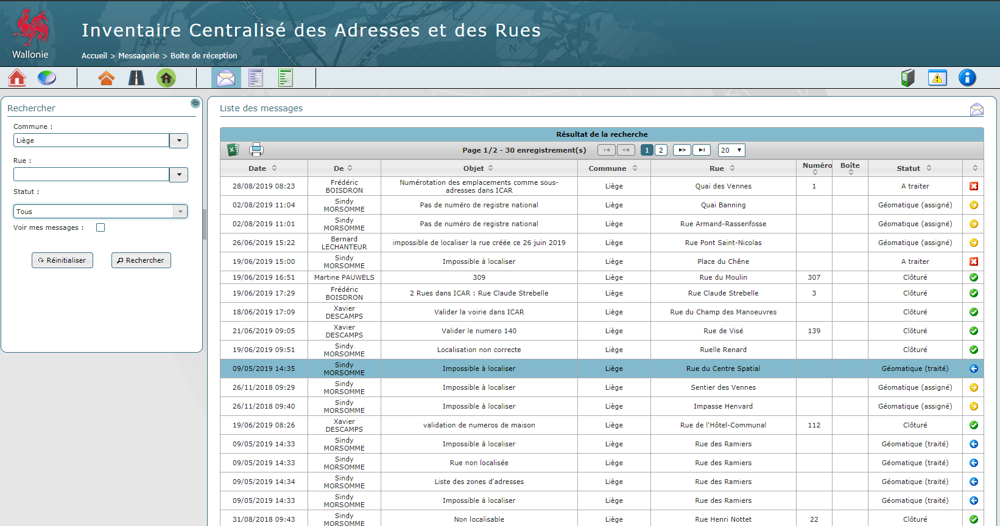 Inventaire Centralisé des Adresses et des Rues
ZACC
N
Wallonie
Accueil > Messagerie > Boite de réception
Rechercher
Commune :
Liège
Rue :
Statut :
Tous
Voir mes messages :
Réinitialiser
Rechercher
Liste des messages
Résultat de la recherche
Page 1/2 - 30 enregistrement(s) 1 2 20
Date De Objet Commune Rue Numéro Boîte Statut
28/08/2019 08:23 Frédéric BOISDRON Numérotation des emplacements comme sous-
adresses dans ICAR Liège Quai des Vennes 1 A traiter
02/08/2019 11:04 Sindy MORSOMME Pas de numéro de registre national Liège Quai Banning Géomatique (assigné)
02/08/2019 11:01 Sindy MORSOMME Pas de numéro de registre national Liège Rue Armand-Rassenfosse Géomatique (assigné)
26/06/2019 15:22 Bernard LECHANTEUR impossible de localiser la rue créée ce 26 juin 2019 Liège Rue Pont Saint-Nicolas Géomatique (assigné)
19/06/2019 15:00 Sindy MORSOMME Impossible à localiser Liège Place du Chêne A traiter
19/06/2019 16:51 Martine PAUWELS 309 Liège Rue du Moulin 307 Clôturé
19/06/2019 17:29 Frédéric BOISDRON 2 Rues dans ICAR : Rue Claude Strebelle Liège Rue Claude Strebelle 3 Clôturé
18/06/2019 17:09 Xavier DESCAMPS Valider la voirie dans ICAR Liège Rue du Champ des Manoeuvres Clôturé
21/06/2019 09:05 Xavier DESCAMPS Valider le numero 140 Liège Rue de Visé 139 Clôturé
19/06/2019 09:51 Sindy MORSOMME Localisation non correcte Liège Ruelle Renard Clôturé
09/05/2019 14:35 Sindy MORSOMME Impossible à localiser Liège Rue du Centre Spatial Géomatique (traité)
26/11/2018 09:29 Sindy MORSOMME Impossible à localiser Liège Sentier des Vennes Géomatique (assigné)
26/11/2018 09:40 Sindy MORSOMME Impossible à localiser Liège Impasse Henvard Géomatique (assigné)
19/06/2019 08:26 Xavier DESCAMPS validation de numeros de maison Liège Rue de l'Hôtel-Communal 112 Clôturé
09/05/2019 14:33 Sindy MORSOMME Impossible à localiser Liège Rue des Ramiers Géomatique (traité)
09/05/2019 14:33 Sindy MORSOMME Rue non localisée Liège Rue des Ramiers Géomatique (traité)
09/05/2019 14:34 Sindy MORSOMME Liste des zones d'adresses Liège Rue des Ramiers Géomatique (traité)
09/05/2019 14:33 Sindy MORSOMME Impossible à localiser Liège Rue des Ramiers Géomatique (traité)
31/08/2018 09:43 Sindy MORSOMME Non localisable Liège Rue Henri Nottet 22 Clôturé